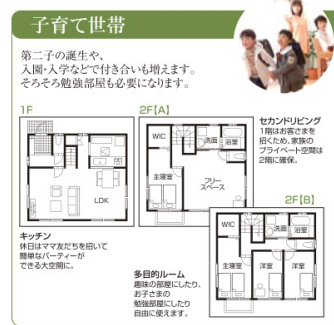 子育て世帯
第二子の誕生や、
入園・入学などで付き合いも増えます。
そろそろ勉強部屋も必要になります。
1F
LDK
キッチン
休日はママ友だちを招いて
簡単なパーティーが
できる大空間に。
2F【A】
WIC
洗面
浴室
主寝室
フリー
スペース
セカンドリビング
1階はお客さまを
招くため、家族の
プライベート空間は
2階に確保。
2F【B】
WIC
洗面
浴室
主寝室
洋室
洋室
多目的ルーム
趣味の部屋にしたり、
お子さまの
勉強部屋にしたり
自由に使えます。